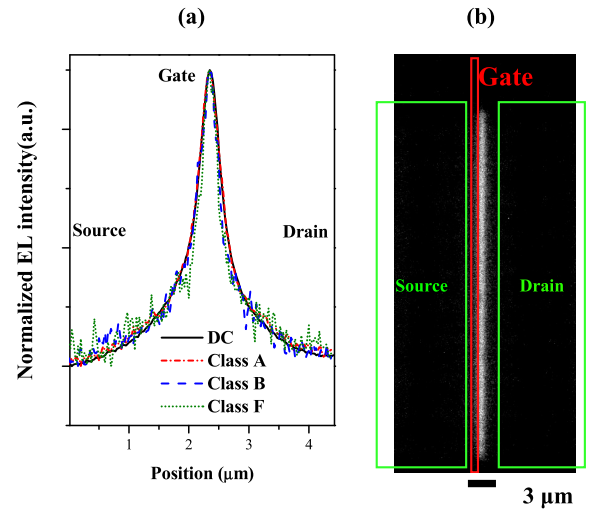 (a)
Normalized EL intensity(a.u.)
Gate
Source
Drain
DC
Class A
Class B
Class F
1 2 3 4
Position (μm)
(b)
Gate
Source
Drain
3 μm